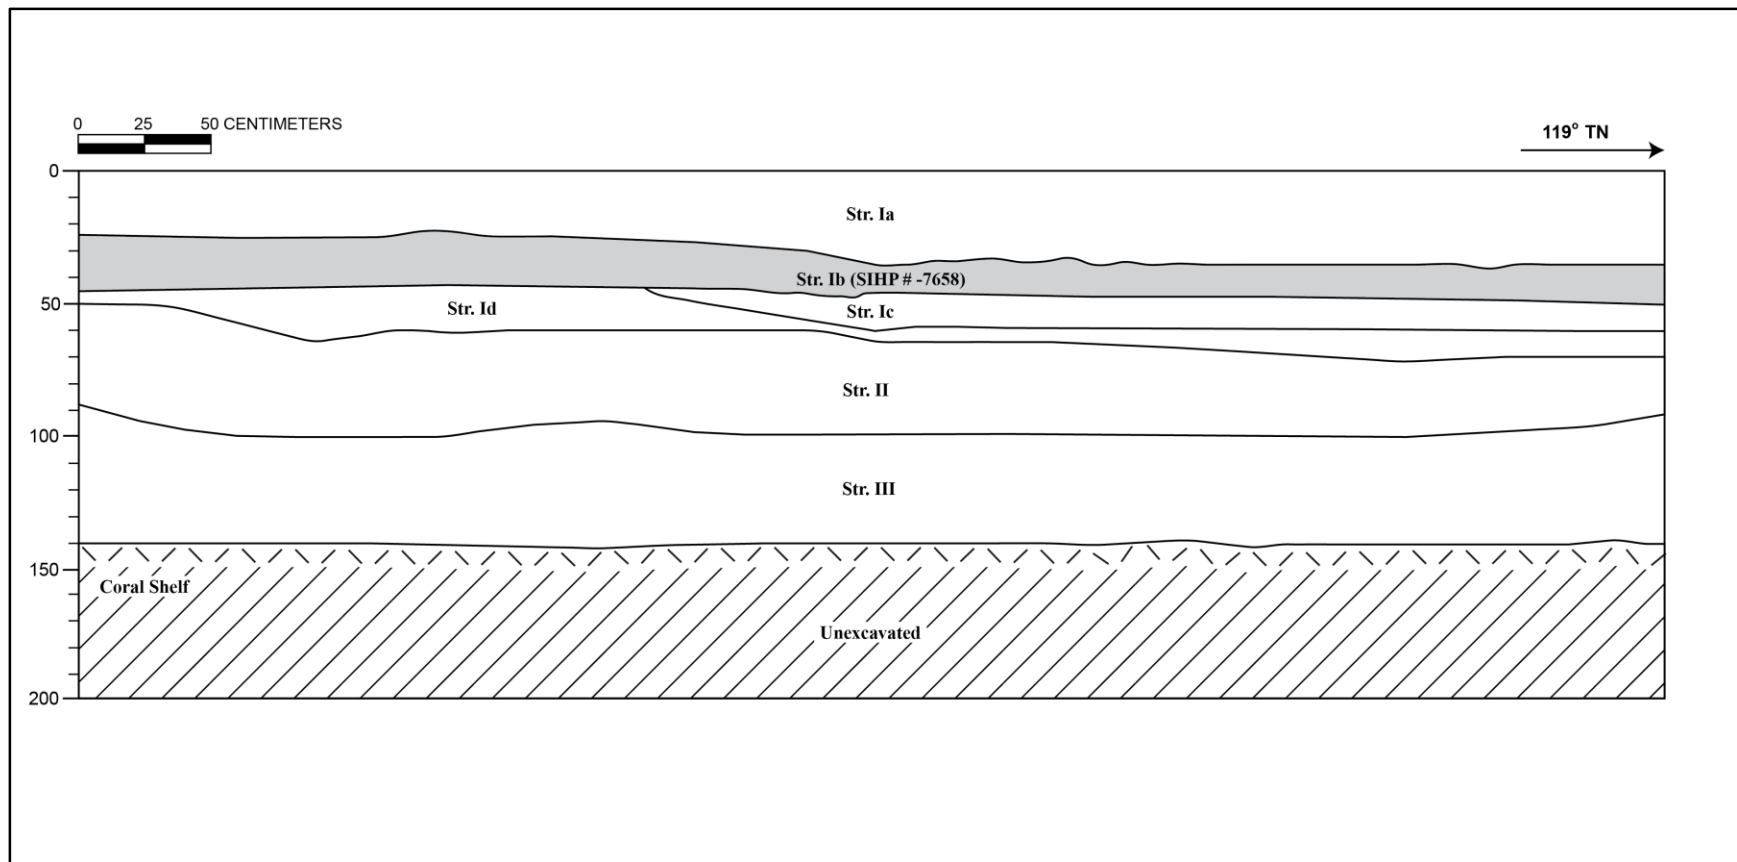 0 25 50 CENTIMETERS
119° TN
0
Str. Ia
Str. Ib (SIHP # -7658)
50
Str. Id
Str. Ic
Str. II
100
Str. III
150
Coral Shelf
Unexcavated
200